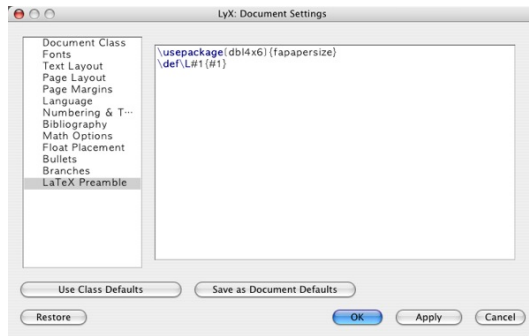 LyX: Document Settings
Document Class
Fonts
Text Layout
Page Layout
Page Margins
Language
Numbering & T···
Bibliography
Math Options
Float Placement
Bullets
Branches
LaTeX Preamble
\usepackage(dbl4x6){fapapersize}
\def\L#1{#1}
Use Class Defaults
Save as Document Defaults
Restore
OK
Apply
Cancel